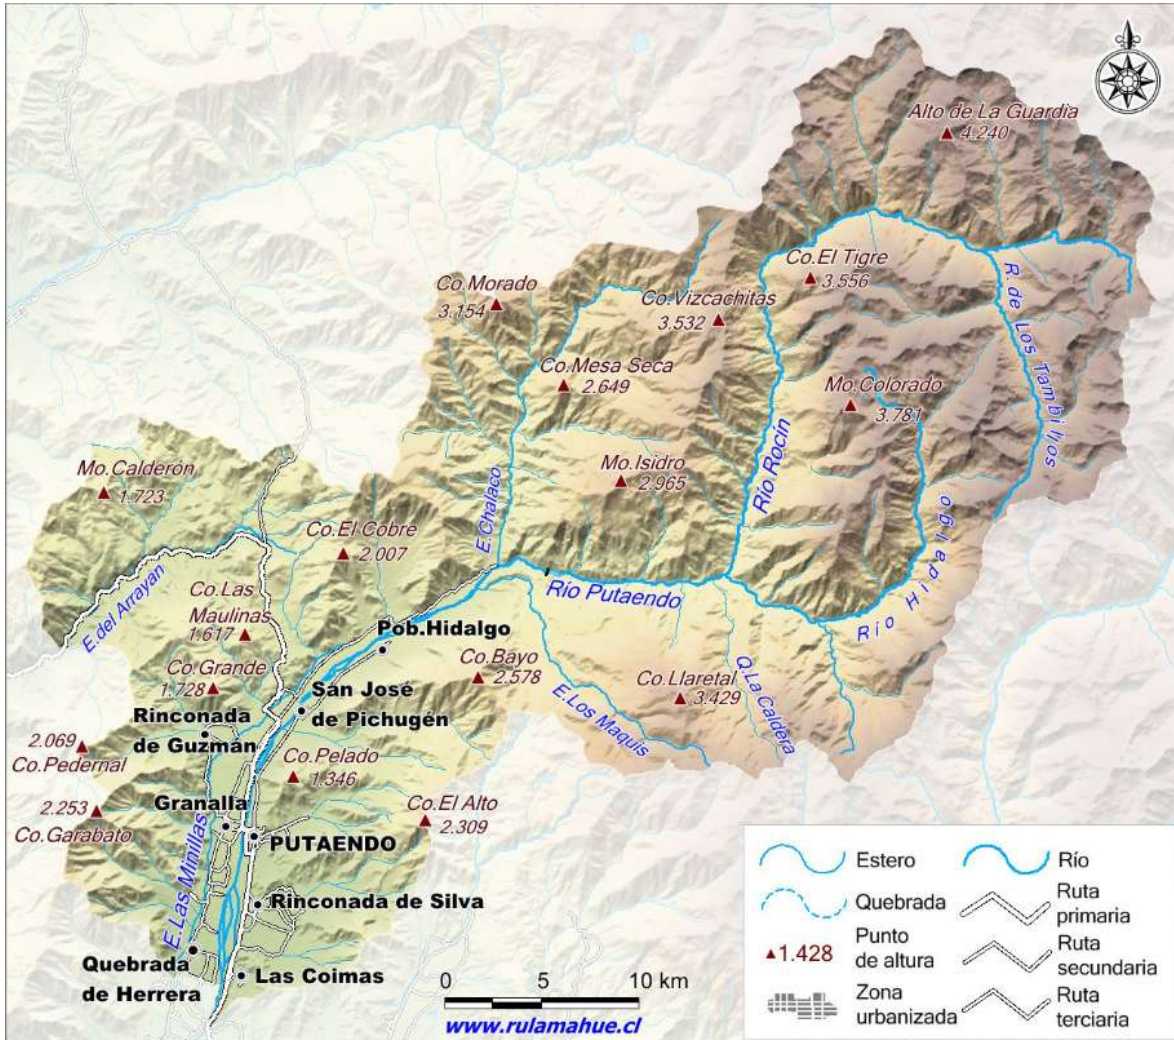 Alto de La Guardia
4.240
Co.El Tigre
3.556
Co.Morado
3.154
Co.Vizcachitas
3.532
R. de Los Tambillos
Co.Mesa Seca
2.649
Mo.Colorado
3.781
Río Rocín
Mo.Calderón
1.723
Mo.Isidro
2.965
E.Chalaco
Co.El Cobre
2.007
Río Hidalgo
E.del Arrayan
Río Putaendo
Co.Las
Maulinas
1.617
Pob.Hidalgo
Co.Bayo
2.578
Co.Grande
1.728
San José
de Pichugén
E.Los Maquis
Co.Llaretal
3.429
Q.La Caldera
Rinconada
de Guzmán
2.069
Co.Pedernal
Co.Pelado
1.346
2.253
Co.Garabato
Granalla
PUTAENDO
Co.El Alto
2.309
E.Las Minillas
Rinconada de Silva
Quebrada
de Herrera
Las Coimas
0 5 10 km
www.rulamahue.cl
Estero
Río
Quebrada
Ruta
primaria
1.428
Punto
de altura
Ruta
secundaria
Zona
urbanizada
Ruta
terciaria